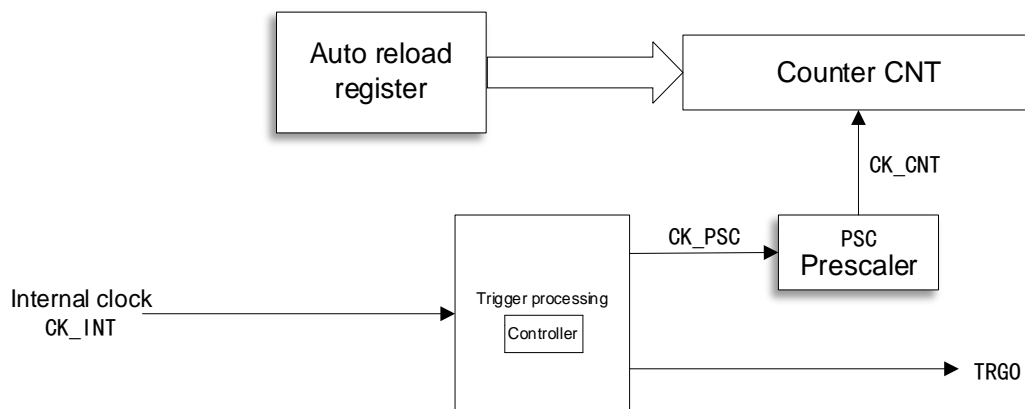 Auto reload
register
Counter CNT
CK_CNT
CK_PSC
PSC
Prescaler
Internal clock
CK_INT
Trigger processing
Controller
TRGO